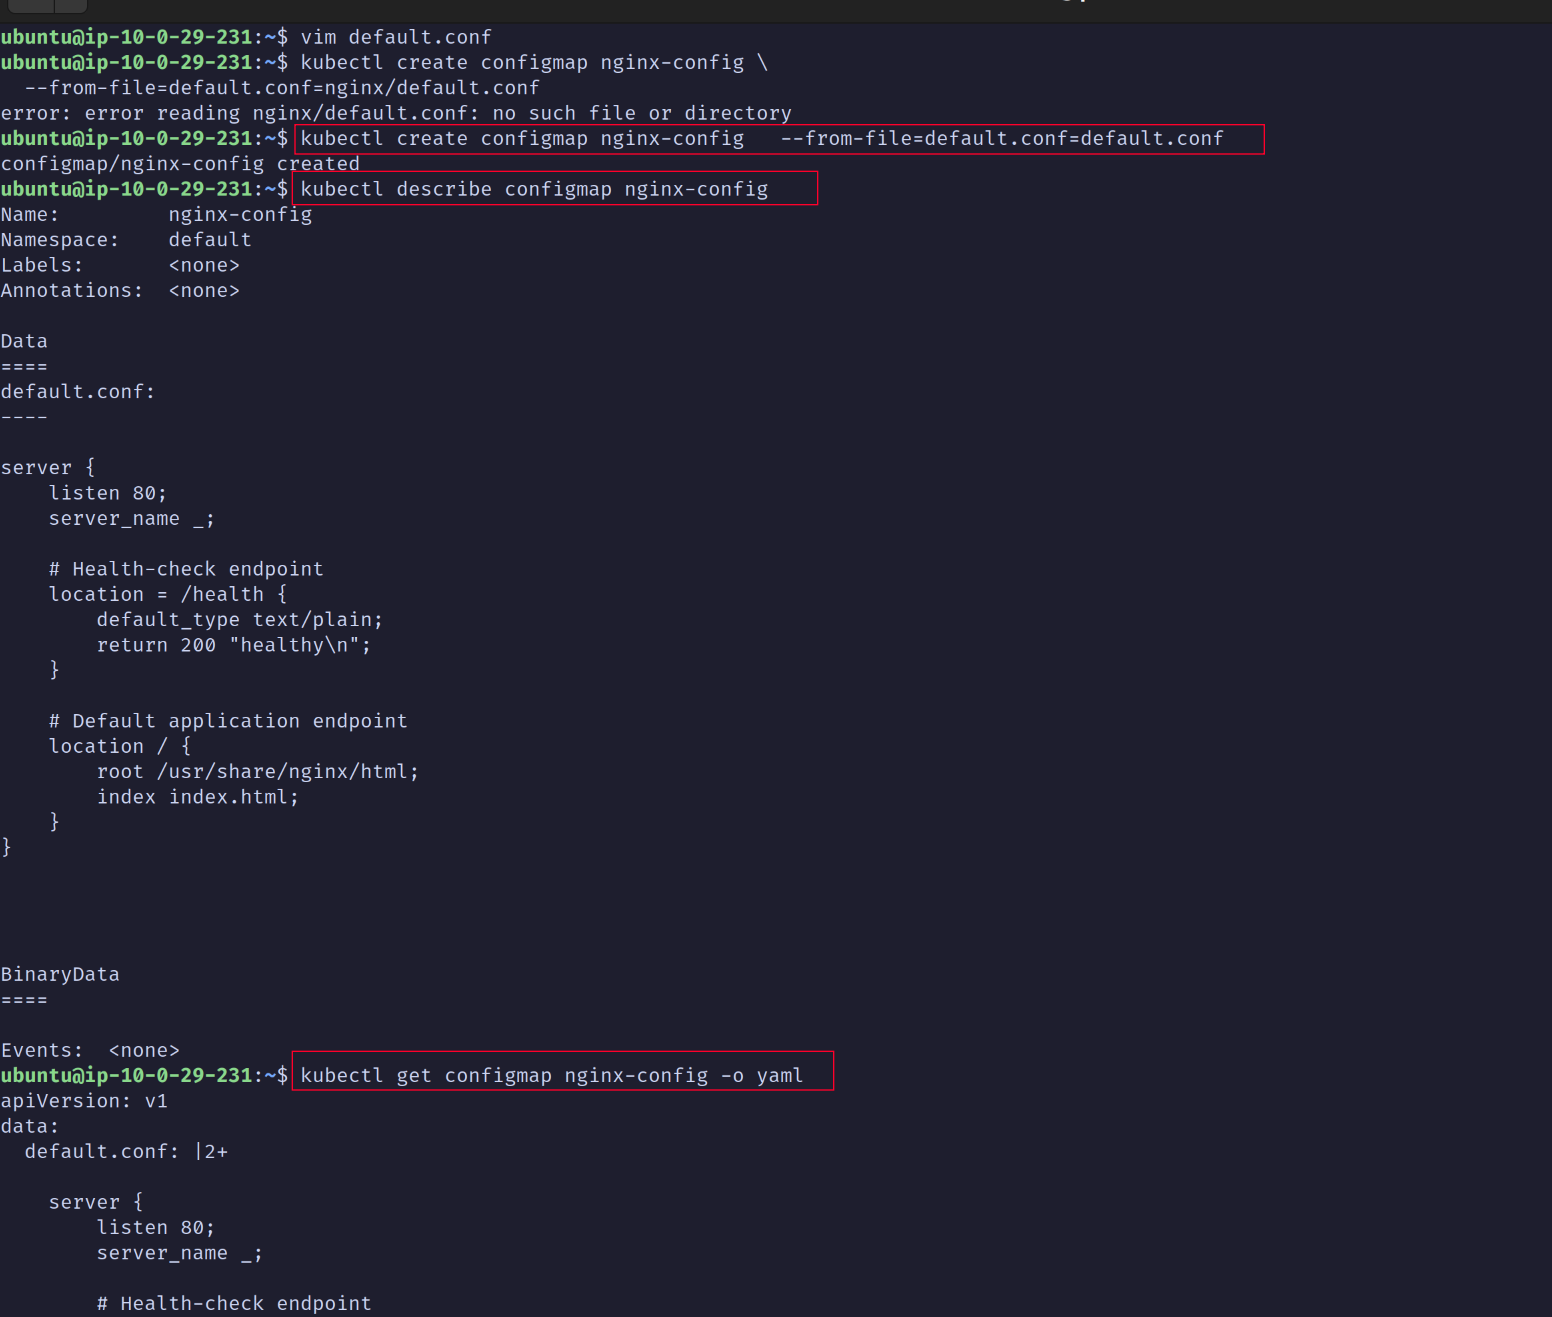 ubuntu@ip-10-0-29-231:~$ vim default.conf
ubuntu@ip-10-0-29-231:~$ kubectl create configmap nginx-config \
  --from-file=default.conf=nginx/default.conf
error: error reading nginx/default.conf: no such file or directory
ubuntu@ip-10-0-29-231:~$ kubectl create configmap nginx-config   --from-file=default.conf=default.conf
configmap/nginx-config created
ubuntu@ip-10-0-29-231:~$ kubectl describe configmap nginx-config
Name:         nginx-config
Namespace:    default
Labels:       <none>
Annotations:  <none>

Data
====
default.conf:
----

server {
    listen 80;
    server_name _;

    # Health-check endpoint
    location = /health {
        default_type text/plain;
        return 200 "healthy\n";
    }

    # Default application endpoint
    location / {
        root /usr/share/nginx/html;
        index index.html;
    }
}

BinaryData
====

Events:  <none>
ubuntu@ip-10-0-29-231:~$ kubectl get configmap nginx-config -o yaml
apiVersion: v1
data:
  default.conf: |2+

    server {
        listen 80;
        server_name _;

        # Health-check endpoint